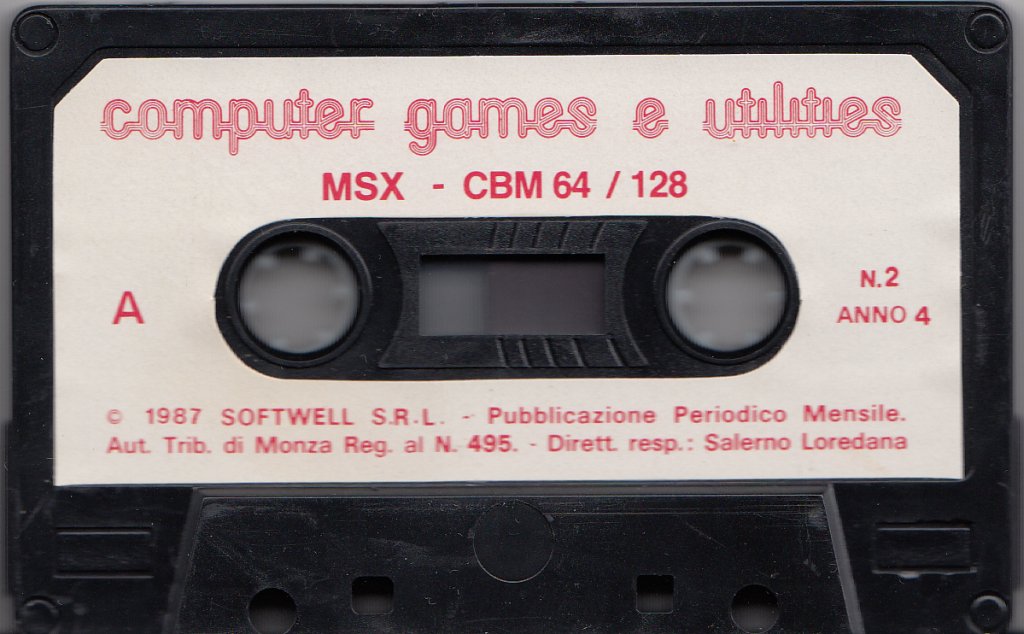 computer games e utilities
MSX - CBM 64 / 128
A
N.2
ANNO 4
© 1987 SOFTWELL S.R.L. - Pubblicazione Periodico Mensile.
Aut. Trib. di Monza Reg. al N. 495. - Dirett. resp.: Salerno Loredana